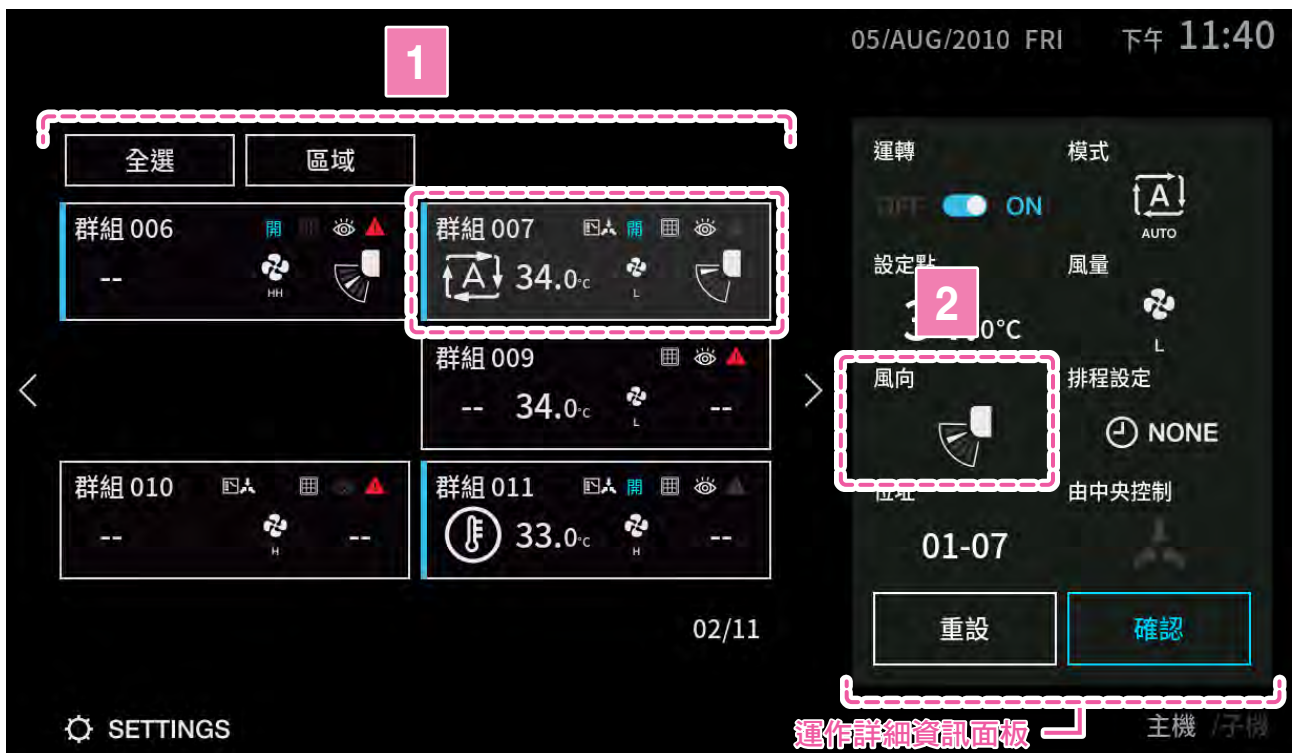 1
05/AUG/2010 FRI 下午 11:40
全選 區域
群組 006 開
--
HH
群組 007 開
A 34.0°C
L
群組 009
-- 34.0°C --
L
群組 010
-- --
H
群組 011 開
33.0°C --
H
02/11
SETTINGS
運轉 模式
OFF ON A
AUTO
設定點 風量
2
0°C L
風向 排程設定
NONE
位址 由中央控制
01-07
重設 確認
運作詳細資訊面板
主機 /子機